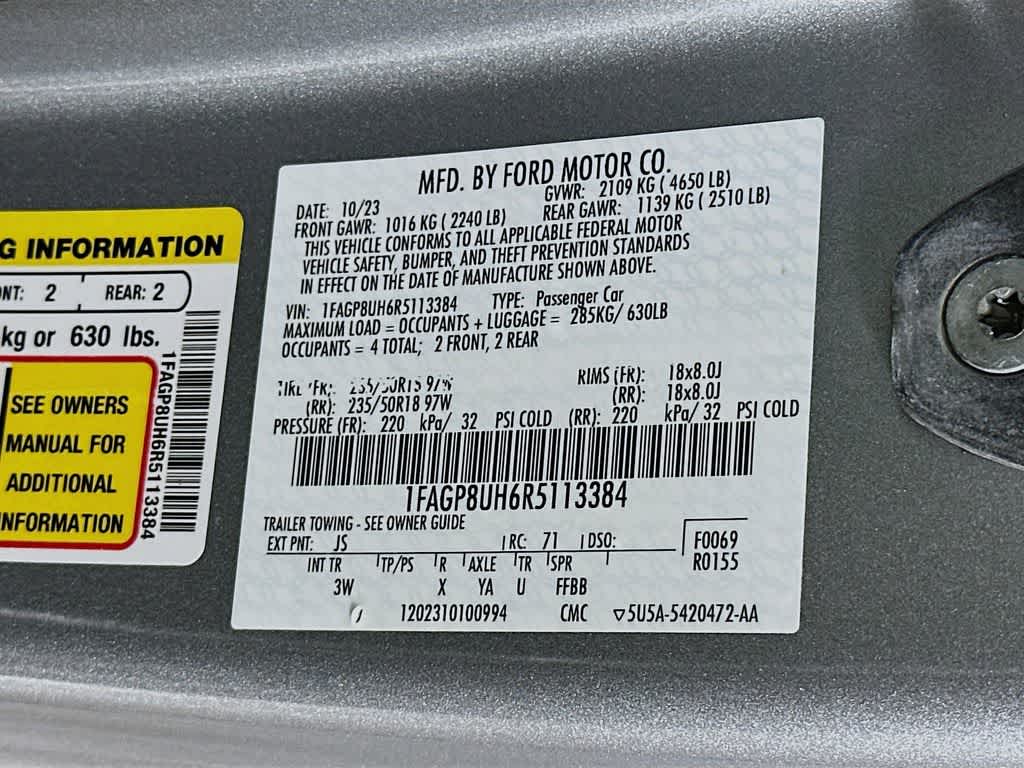 G INFORMATION
NT: 2 REAR: 2
kg or 630 lbs.
SEE OWNERS
MANUAL FOR
ADDITIONAL
INFORMATION
1FAGP8UH6R5113384
MFD. BY FORD MOTOR CO.
DATE: 10/23 GVWR: 2109 KG ( 4650 LB)
FRONT GAWR: 1016 KG ( 2240 LB) REAR GAWR: 1139 KG ( 2510 LB)
THIS VEHICLE CONFORMS TO ALL APPLICABLE FEDERAL MOTOR
VEHICLE SAFETY, BUMPER, AND THEFT PREVENTION STANDARDS
IN EFFECT ON THE DATE OF MANUFACTURE SHOWN ABOVE.
VIN: 1FAGP8UH6R5113384 TYPE: Passenger Car
MAXIMUM LOAD = OCCUPANTS + LUGGAGE = 285KG/ 630LB
OCCUPANTS = 4 TOTAL; 2 FRONT, 2 REAR
97W RIMS (FR): 18x8.0J
(RR): 235/50R18 97W (RR): 18x8.0J
PRESSURE (FR): 220 kPa/ 32 PSI COLD (RR): 220 kPa/ 32 PSI COLD
1FAGP8UH6R5113384
TRAILER TOWING - SEE OWNER GUIDE
EXT PNT: JS RC: 71 DSO: F0069
R0155
INT TR TP/PS R AXLE TR SPR
3W X YA U FFBB
1202310100994 CMC ▽5U5A-5420472-AA